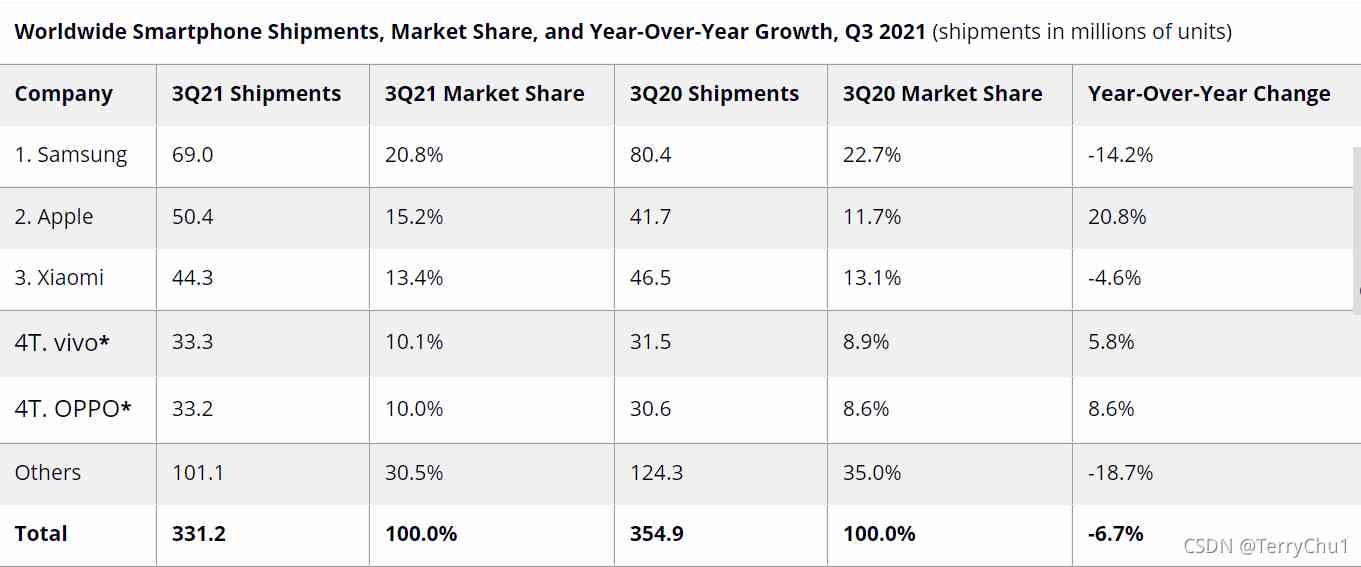 Worldwide Smartphone Shipments, Market Share, and Year-Over-Year Growth, Q3 2021 (shipments in millions of units)
Company 3Q21 Shipments 3Q21 Market Share 3Q20 Shipments 3Q20 Market Share Year-Over-Year Change
1. Samsung 69.0 20.8% 80.4 22.7% -14.2%
2. Apple 50.4 15.2% 41.7 11.7% 20.8%
3. Xiaomi 44.3 13.4% 46.5 13.1% -4.6%
4T. vivo* 33.3 10.1% 31.5 8.9% 5.8%
4T. OPPO* 33.2 10.0% 30.6 8.6% 8.6%
Others 101.1 30.5% 124.3 35.0% -18.7%
Total 331.2 100.0% 354.9 100.0% -6.7%
CSDN @TerryChu1